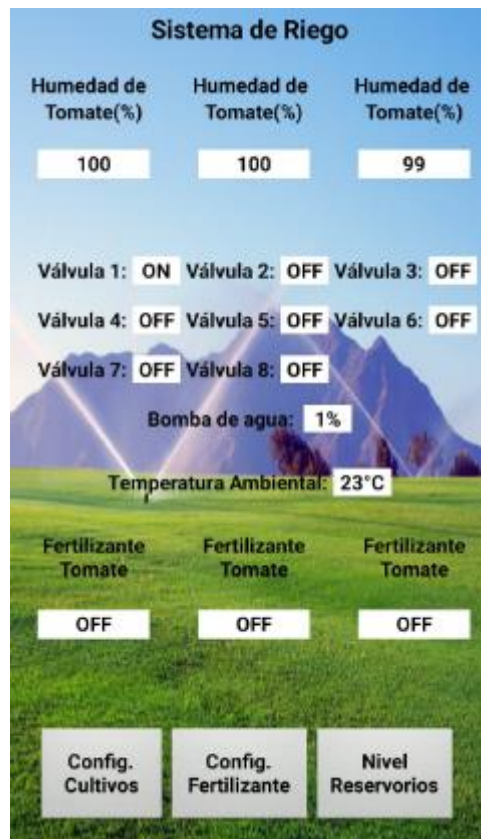 Sistema de Riego
Humedad de Humedad de Humedad de
Tomate(%) Tomate(%) Tomate(%)
100 100 99
Válvula 1: ON Válvula 2: OFF Válvula 3: OFF
Válvula 4: OFF Válvula 5: OFF Válvula 6: OFF
Válvula 7: OFF Válvula 8: OFF
Bomba de agua: 1%
Temperatura Ambiental: 23°C
Fertilizante Fertilizante Fertilizante
Tomate Tomate Tomate
OFF OFF OFF
Config. Config. Nivel
Cultivos Fertilizante Reservorios